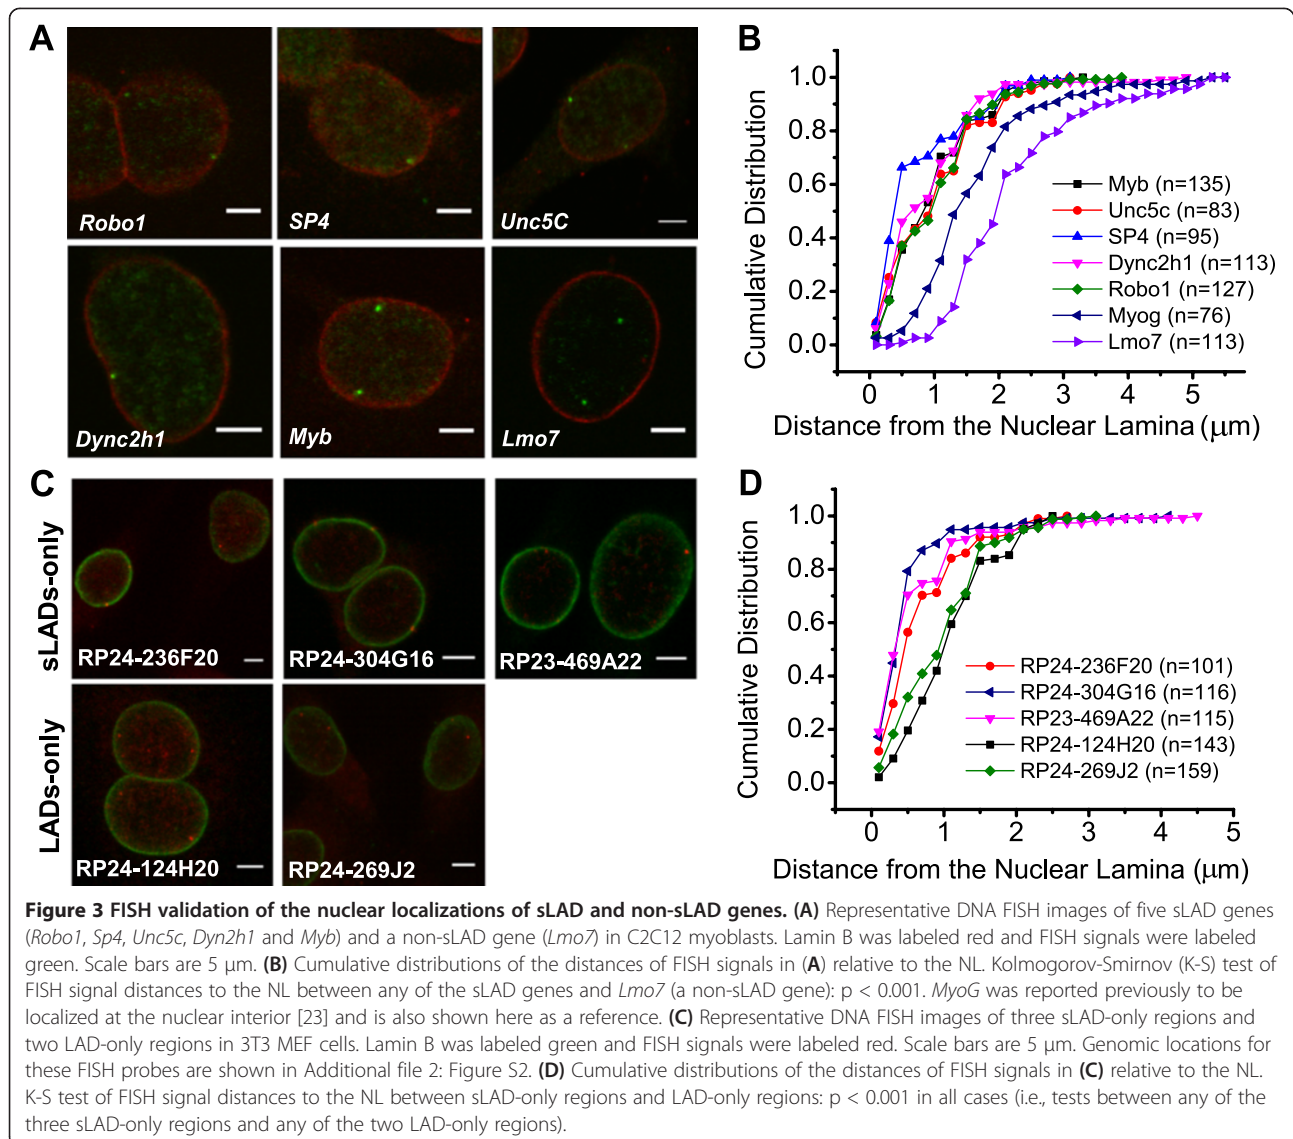 A
Robo1
SP4
Unc5C
Dync2h1
Myb
Lmo7
B
Cumulative Distribution
1.0
0.8
0.6
0.4
0.2
0.0
Myb (n=135)
Unc5c (n=83)
SP4 (n=95)
Dync2h1 (n=113)
Robo1 (n=127)
Myog (n=76)
Lmo7 (n=113)
0 1 2 3 4 5
Distance from the Nuclear Lamina (μm)
C
sLADs-only
RP24-236F20
RP24-304G16
RP23-469A22
LADs-only
RP24-124H20
RP24-269J2
D
Cumulative Distribution
1.0
0.8
0.6
0.4
0.2
0.0
RP24-236F20 (n=101)
RP24-304G16 (n=116)
RP23-469A22 (n=115)
RP24-124H20 (n=143)
RP24-269J2 (n=159)
0 1 2 3 4 5
Distance from the Nuclear Lamina (μm)
Figure 3 FISH validation of the nuclear localizations of sLAD and non-sLAD genes. (A) Representative DNA FISH images of five sLAD genes
(Robo1, Sp4, Unc5c, Dyn2h1 and Myb) and a non-sLAD gene (Lmo7) in C2C12 myoblasts. Lamin B was labeled red and FISH signals were labeled
green. Scale bars are 5 μm. (B) Cumulative distributions of the distances of FISH signals in (A) relative to the NL. Kolmogorov-Smirnov (K-S) test of
FISH signal distances to the NL between any of the sLAD genes and Lmo7 (a non-sLAD gene): p < 0.001. MyoG was reported previously to be
localized at the nuclear interior [23] and is also shown here as a reference. (C) Representative DNA FISH images of three sLAD-only regions and
two LAD-only regions in 3T3 MEF cells. Lamin B was labeled green and FISH signals were labeled red. Scale bars are 5 μm. Genomic locations for
these FISH probes are shown in Additional file 2: Figure S2. (D) Cumulative distributions of the distances of FISH signals in (C) relative to the NL.
K-S test of FISH signal distances to the NL between sLAD-only regions and LAD-only regions: p < 0.001 in all cases (i.e., tests between any of the
three sLAD-only regions and any of the two LAD-only regions).